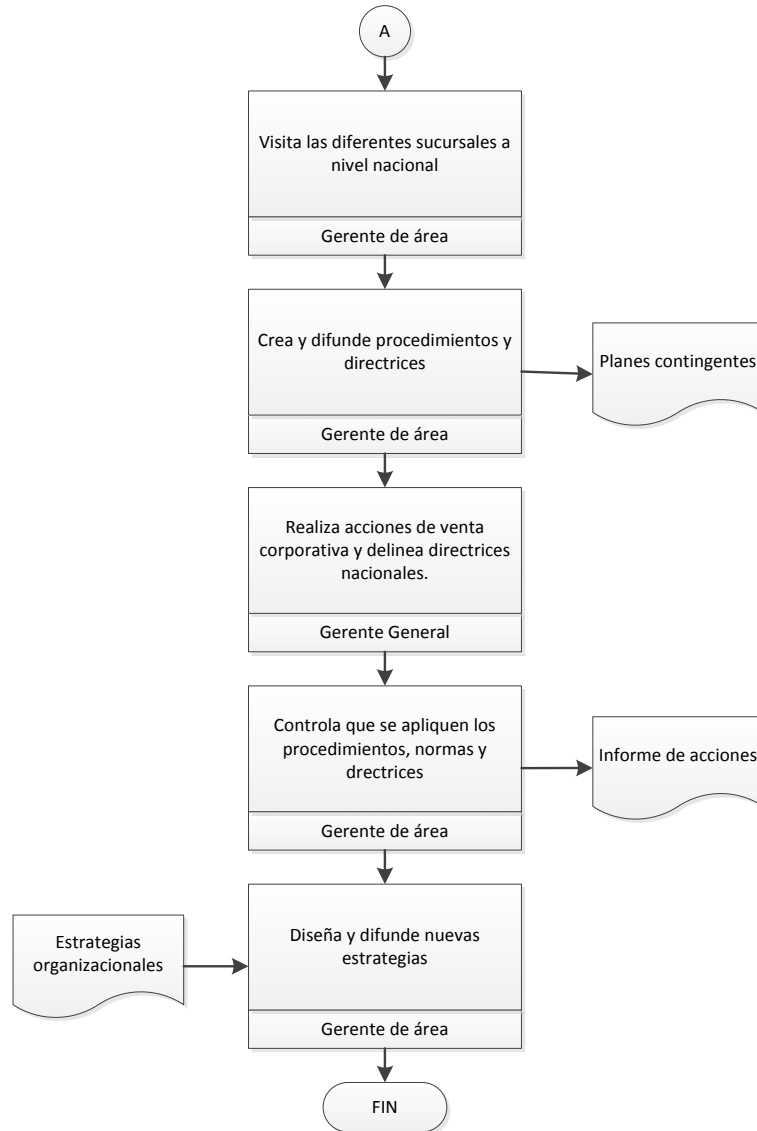 A
Visita las diferentes sucursales a
nivel nacional
Gerente de área
Crea y difunde procedimientos y
directrices
Planes contingentes
Gerente de área
Realiza acciones de venta
corporativa y delinea directrices
nacionales.
Gerente General
Controla que se apliquen los
procedimientos, normas y
drectrices
Informe de acciones
Gerente de área
Estrategias
organizacionales
Diseña y difunde nuevas
estrategias
Gerente de área
FIN